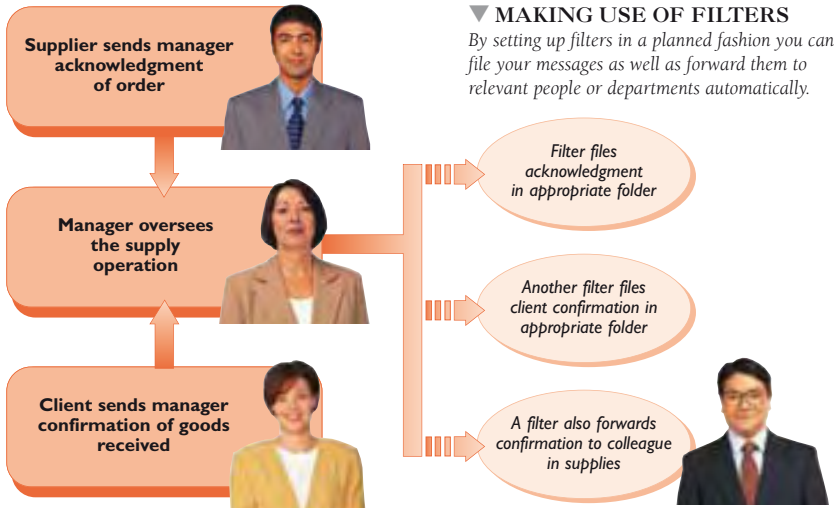 ▼ MAKING USE OF FILTERS
By setting up filters in a planned fashion you can
file your messages as well as forward them to
relevant people or departments automatically.
Supplier sends manager
acknowledgment
of order
Manager oversees
the supply
operation
Client sends manager
confirmation of goods
received
Filter files
acknowledgment
in appropriate folder
Another filter files
client confirmation in
appropriate folder
A filter also forwards
confirmation to colleague
in supplies